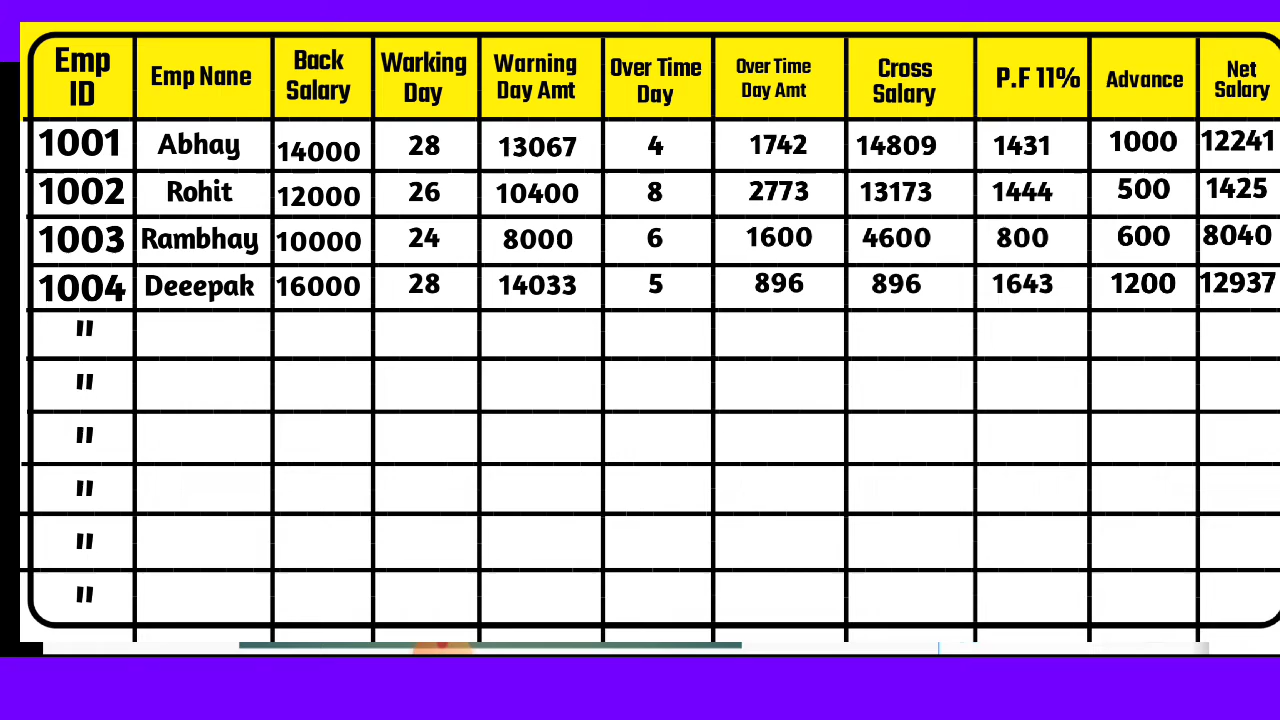 Emp ID Emp Nane Back Salary Warking Day Warning Day Amt Over Time Day Over Time Day Amt Cross Salary P.F 11% Advance Net Salary
1001 Abhay 14000 28 13067 4 1742 14809 1431 1000 12241
1002 Rohit 12000 26 10400 8 2773 13173 1444 500 1425
1003 Rambhay 10000 24 8000 6 1600 4600 800 600 8040
1004 Deeepak 16000 28 14033 5 896 896 1643 1200 12937
"
"
"
"
"
"